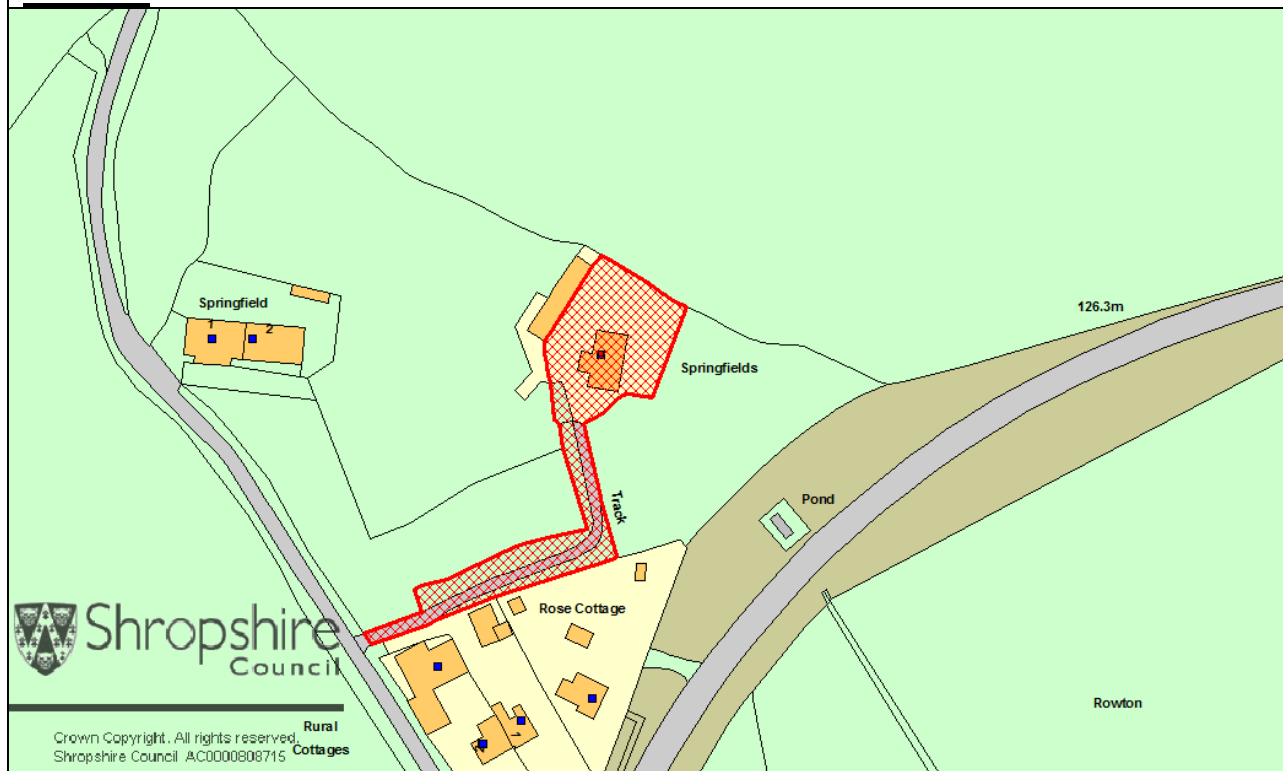 126.3m
Springfield
1 2
Springfields
Track
Pond
Rose Cottage
Shropshire
Council
Rowton
Rural
Cottages
1
Crown Copyright. All rights reserved.
Shropshire Council AC0000808715